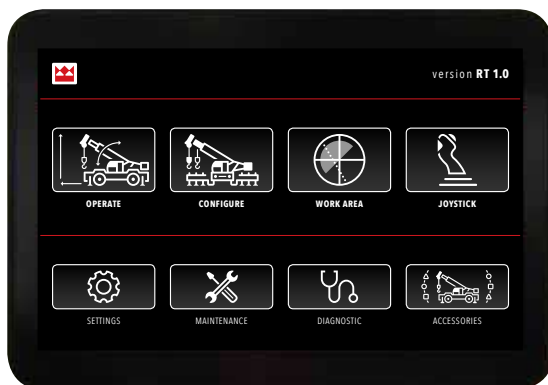 version RT 1.0
OPERATE
CONFIGURE
WORK AREA
JOYSTICK
SETTINGS
MAINTENANCE
DIAGNOSTIC
ACCESSORIES